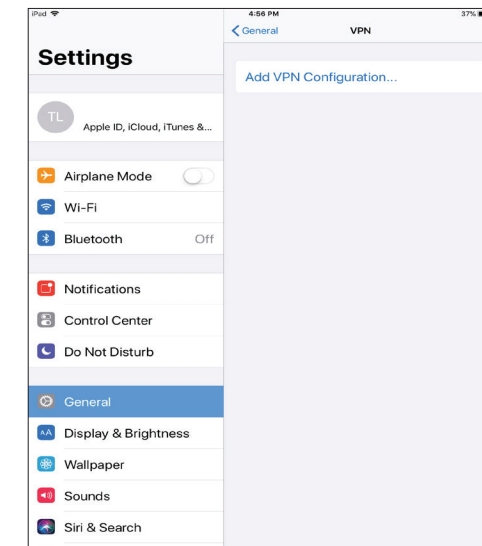 iPad
4:56 PM
37%
General
VPN
Settings
Add VPN Configuration...
TL
Apple ID, iCloud, iTunes &...
Airplane Mode
Wi-Fi
Bluetooth
Off
Notifications
Control Center
Do Not Disturb
General
AA
Display & Brightness
Wallpaper
Sounds
Siri & Search